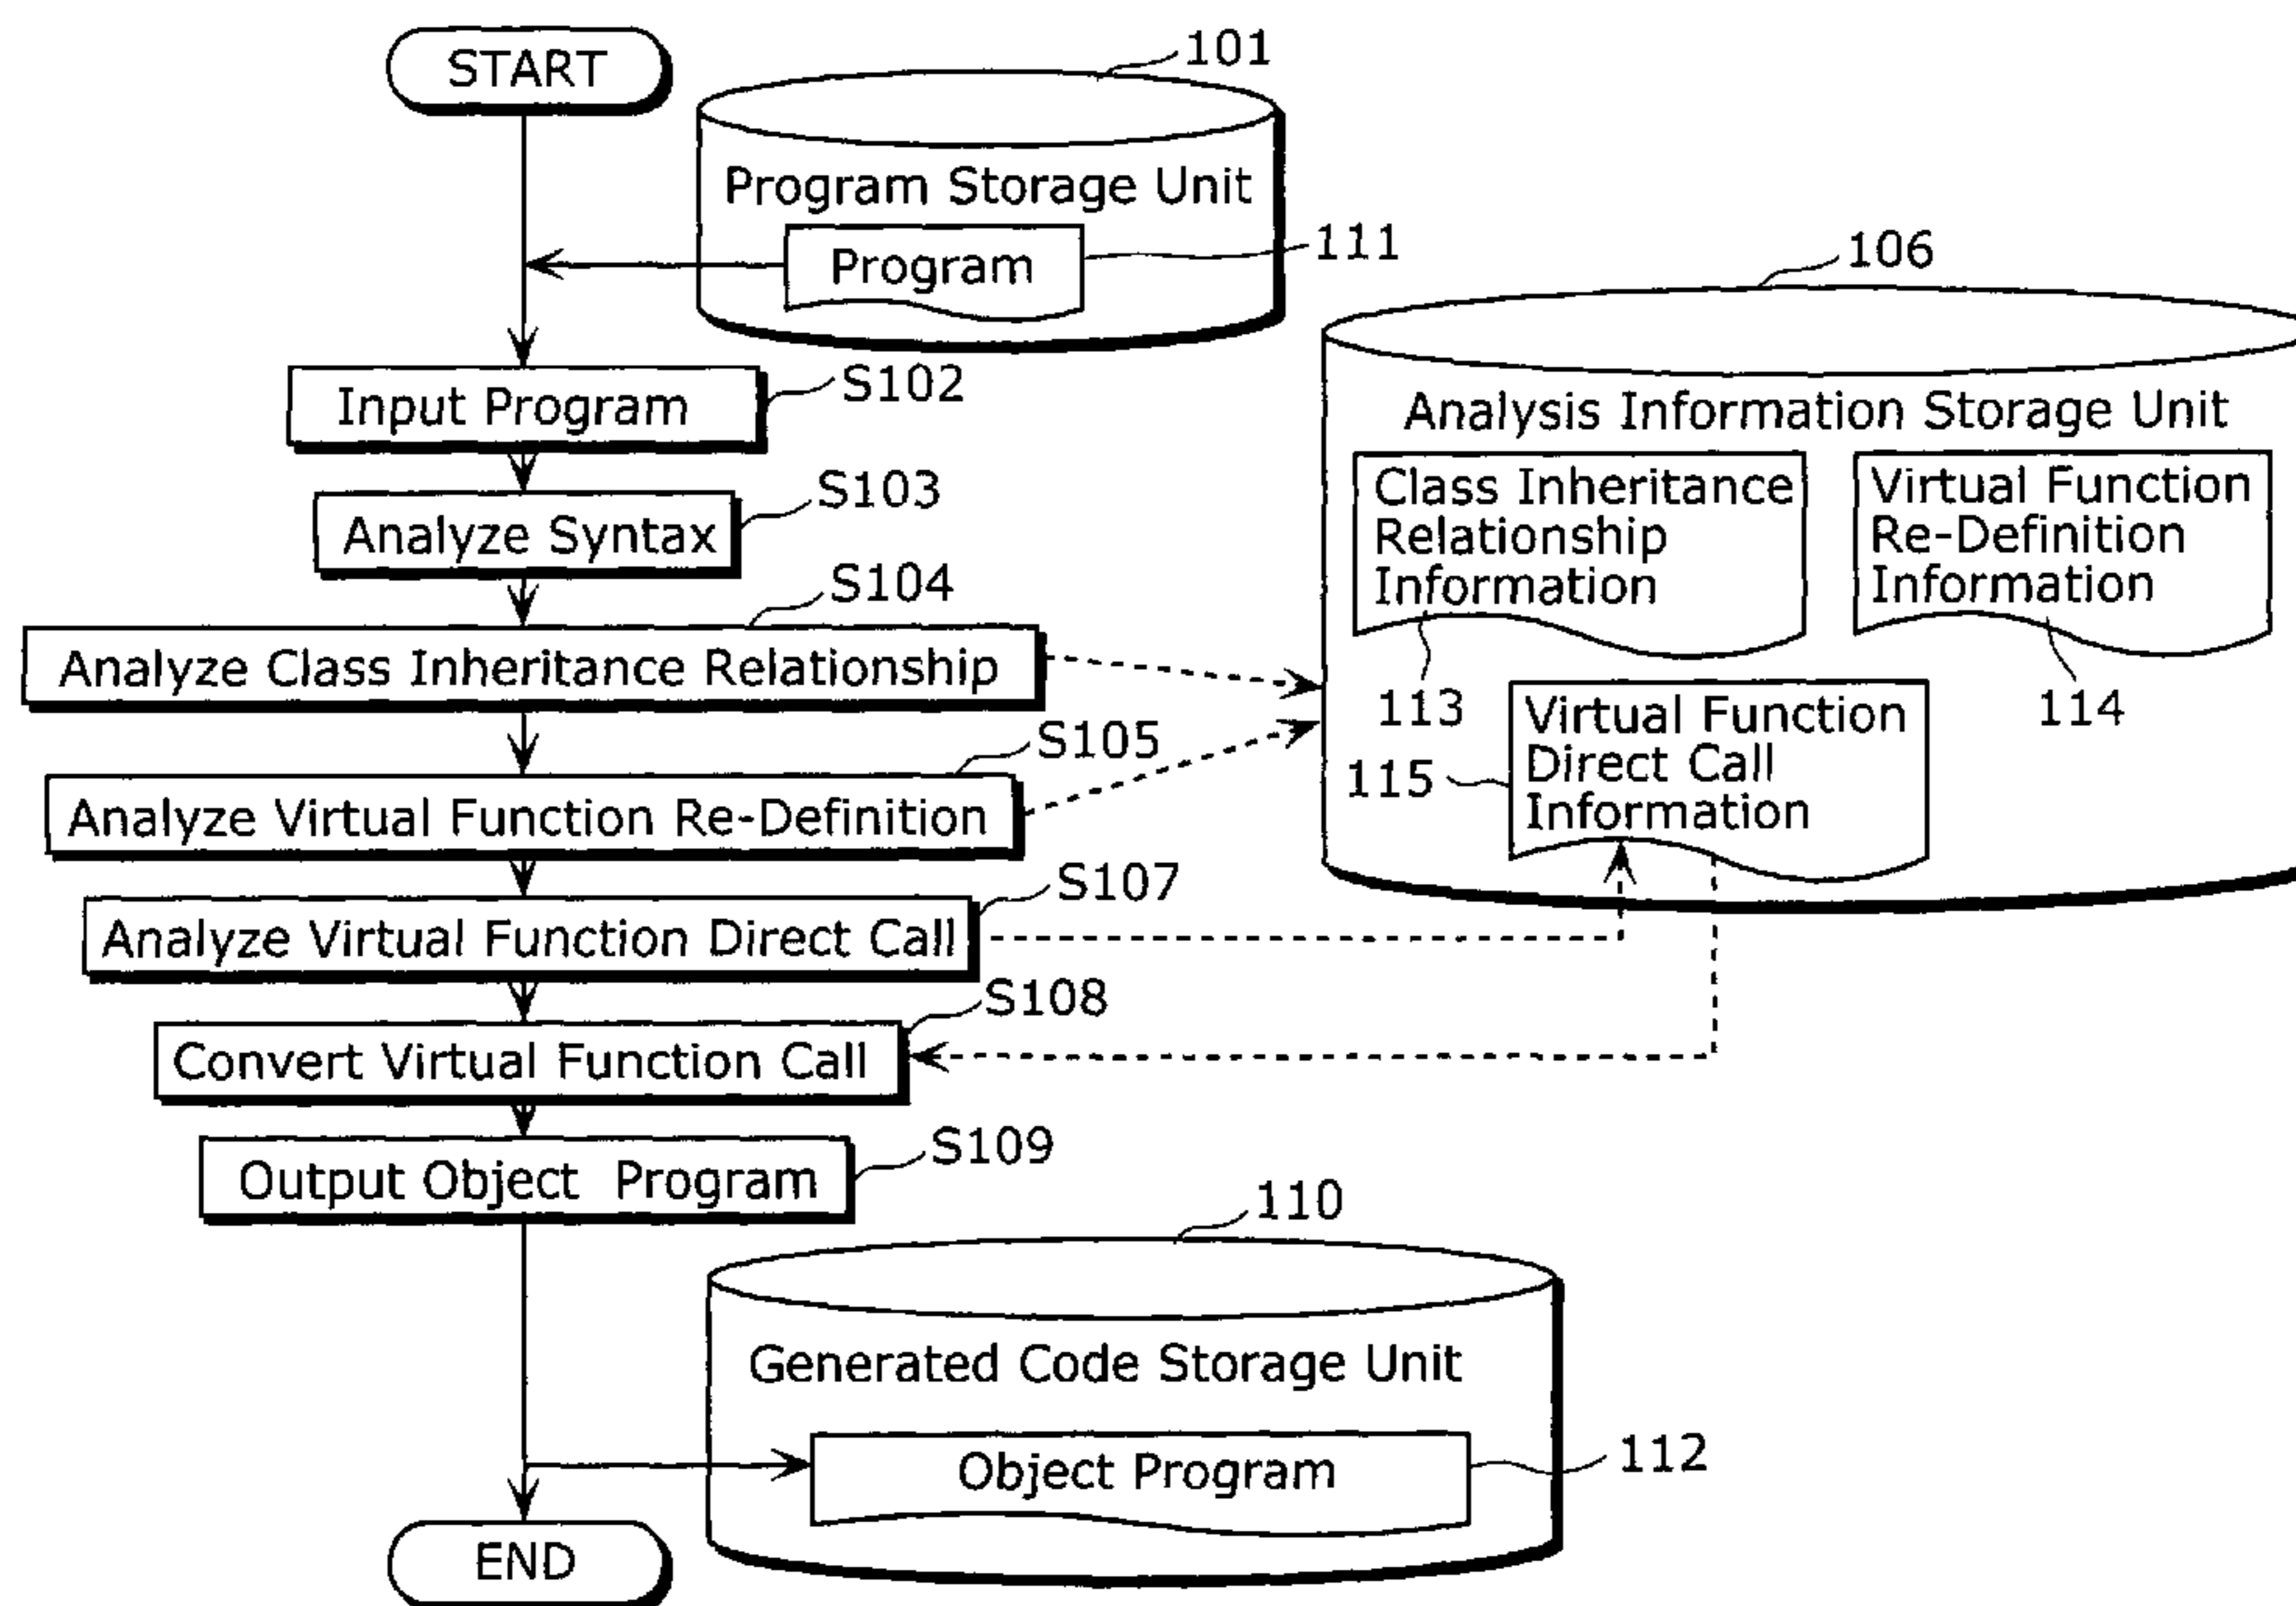 START
101
Program Storage Unit
Program
111
106
Input Program
S102
Analysis Information Storage Unit
Analyze Syntax
S103
Class Inheritance
Relationship
Information
113
Virtual Function
Re-Definition
Information
114
S104
Analyze Class Inheritance Relationship
Virtual Function
Direct Call
Information
115
S105
Analyze Virtual Function Re-Definition
S107
Analyze Virtual Function Direct Call
S108
Convert Virtual Function Call
S109
Output Object Program
110
Generated Code Storage Unit
Object Program
112
END